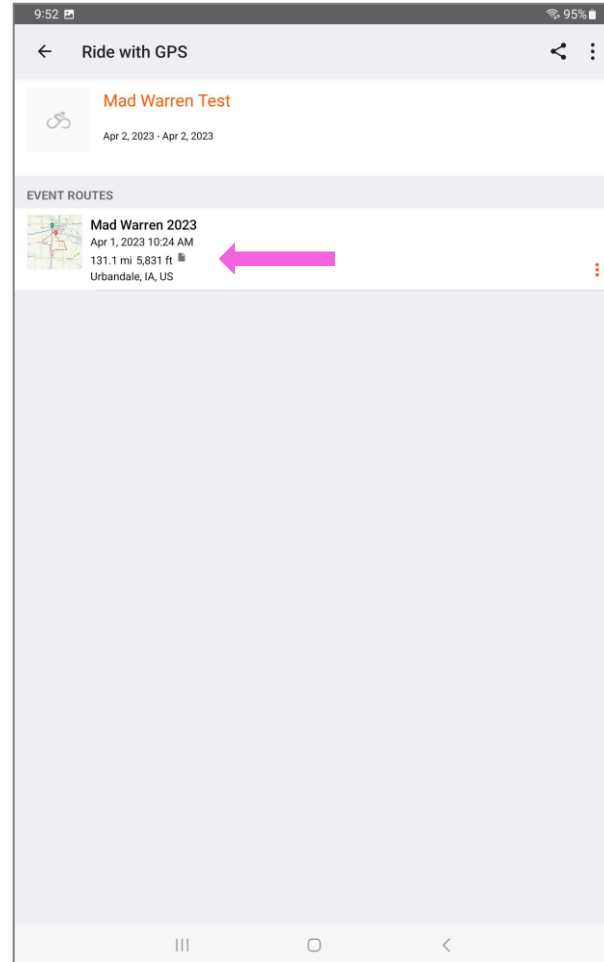 9:52 95%
Ride with GPS
Mad Warren Test
Apr 2, 2023 - Apr 2, 2023
EVENT ROUTES
Mad Warren 2023
Apr 1, 2023 10:24 AM
131.1 mi 5,831 ft
Urbandale, IA, US